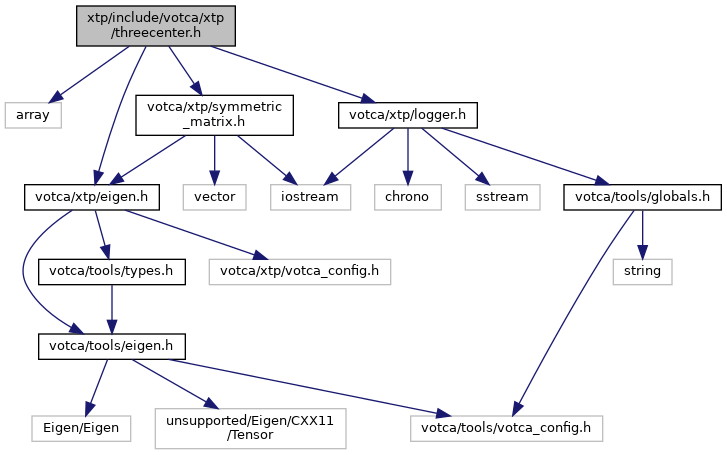 xtp/include/votca/xtp
/threecenter.h
array
votca/xtp/symmetric
_matrix.h
votca/xtp/logger.h
votca/xtp/eigen.h
vector
iostream
chrono
sstream
votca/tools/globals.h
votca/tools/types.h
votca/xtp/votca_config.h
string
votca/tools/eigen.h
Eigen/Eigen
unsupported/Eigen/CXX11
/Tensor
votca/tools/votca_config.h